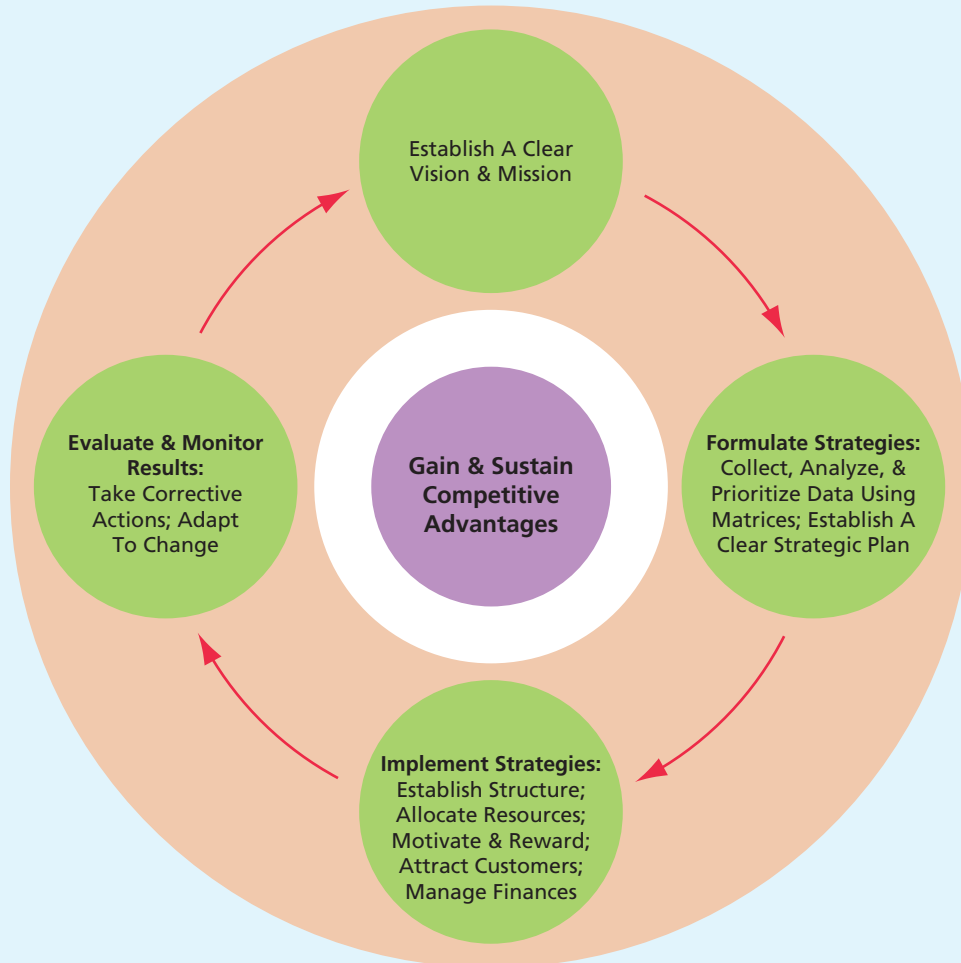 Establish A Clear
Vision & Mission
Formulate Strategies:
Collect, Analyze, &
Prioritize Data Using
Matrices; Establish A
Clear Strategic Plan
Implement Strategies:
Establish Structure;
Allocate Resources;
Motivate & Reward;
Attract Customers;
Manage Finances
Evaluate & Monitor
Results:
Take Corrective
Actions; Adapt
To Change
Gain & Sustain
Competitive
Advantages